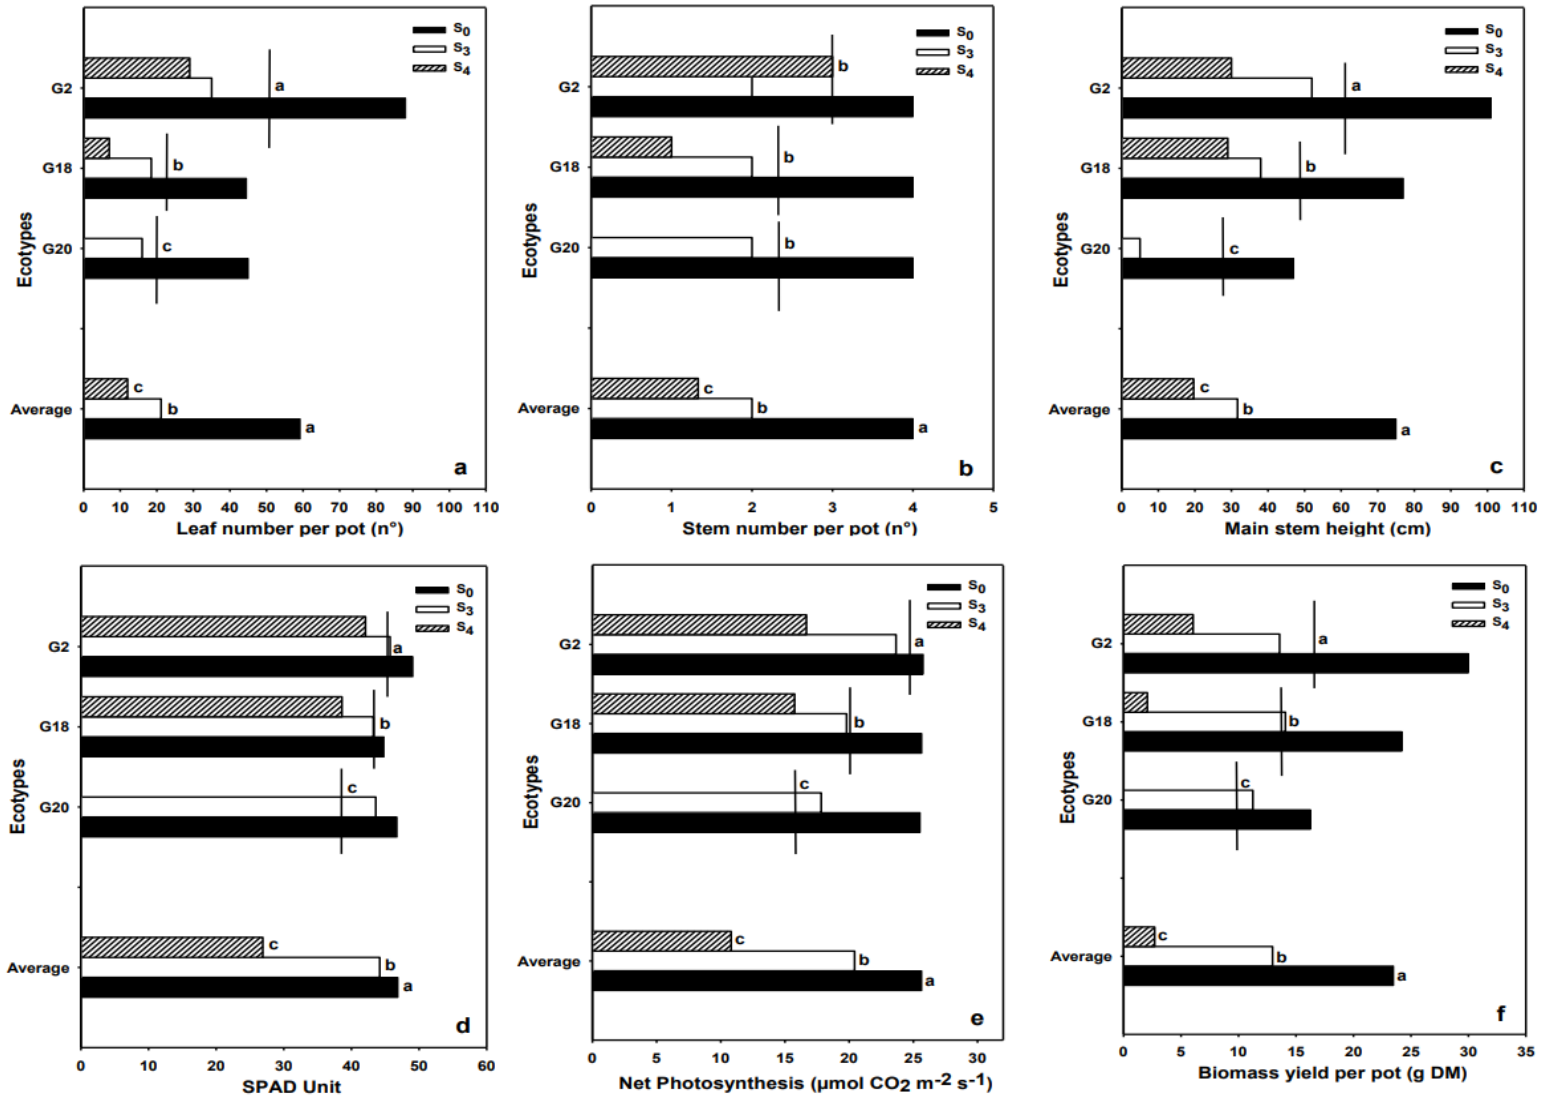 S0
S3
S4
G2
a
G18
b
G20
c
Average
c
b
a
a
Ecotypes
0 10 20 30 40 50 60 70 80 90 100 110
Leaf number per pot (n°)
S0
S3
S4
G2
b
G18
b
G20
b
Average
c
b
a
b
Ecotypes
0 1 2 3 4 5
Stem number per pot (n°)
S0
S3
S4
G2
a
G18
b
G20
c
Average
c
b
a
c
Ecotypes
0 10 20 30 40 50 60 70 80 90 100 110
Main stem height (cm)
S0
S3
S4
G2
a
G18
b
G20
c
Average
c
b
a
d
Ecotypes
0 10 20 30 40 50 60
SPAD Unit
S0
S3
S4
G2
a
G18
b
G20
c
Average
c
b
a
e
Ecotypes
0 5 10 15 20 25 30
Net Photosynthesis (µmol CO2 m-2 s-1)
S0
S3
S4
G2
a
G18
b
G20
c
Average
c
b
a
f
Ecotypes
0 5 10 15 20 25 30 35
Biomass yield per pot (g DM)